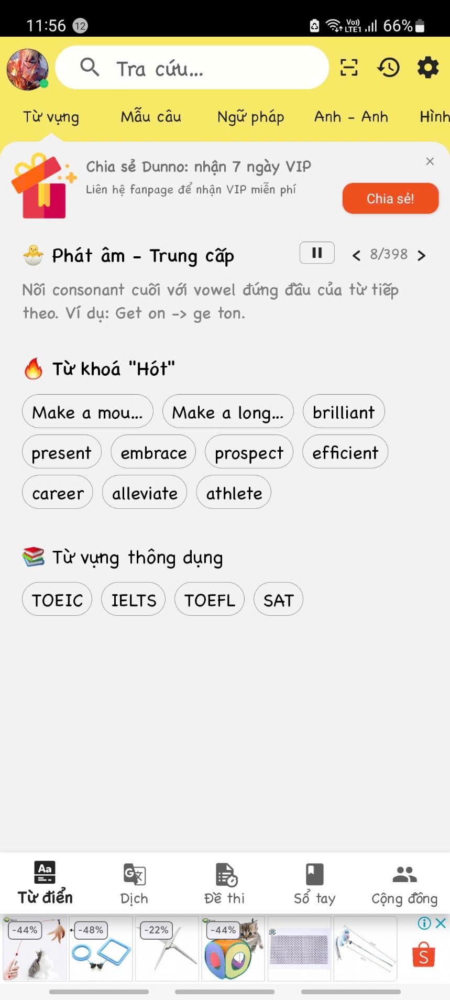 11:56 12 Vo)) LTE1 66%
Tra cứu...
Từ vựng Mẫu câu Ngữ pháp Anh - Anh Hình
Chia sẻ Dunno: nhận 7 ngày VIP
Liên hệ fanpage để nhận VIP miễn phí
Chia sẻ!
Phát âm - Trung cấp 8/398
Nối consonant cuối với vowel đứng đầu của từ tiếp
theo. Ví dụ: Get on -> ge ton.
Từ khoá "Hót"
Make a mou... Make a long... brilliant
present embrace prospect efficient
career alleviate athlete
Từ vựng thông dụng
TOEIC IELTS TOEFL SAT
Từ điển Dịch Đề thi Sổ tay Cộng đồng
-44% -48% -22% -44%